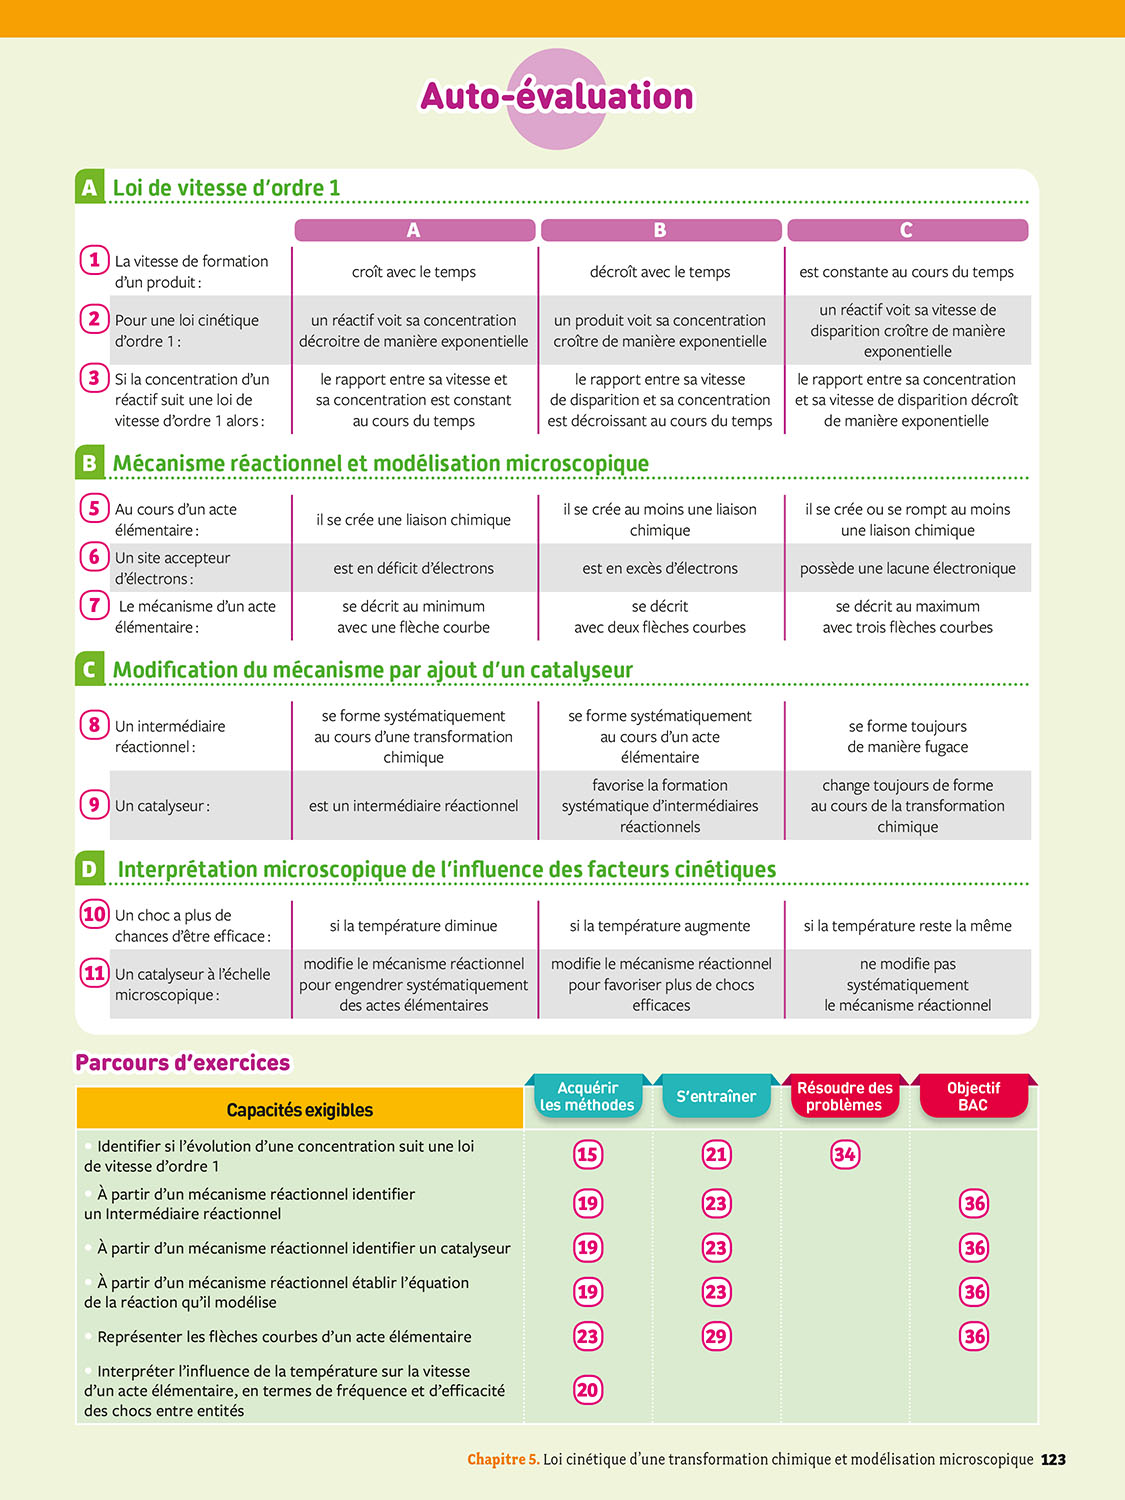 Auto-évaluation
A Loi de vitesse d'ordre 1
A B C
1 La vitesse de formation
d'un produit :
croît avec le temps
décroît avec le temps
est constante au cours du temps
2 Pour une loi cinétique
d'ordre 1 :
un réactif voit sa concentration
décroitre de manière exponentielle
un produit voit sa concentration
croître de manière exponentielle
un réactif voit sa vitesse de
disparition croître de manière
exponentielle
3 Si la concentration d'un
réactif suit une loi de
vitesse d'ordre 1 alors :
le rapport entre sa vitesse et
sa concentration est constant
au cours du temps
le rapport entre sa vitesse
de disparition et sa concentration
est décroissant au cours du temps
le rapport entre sa concentration
et sa vitesse de disparition décroît
de manière exponentielle
B Mécanisme réactionnel et modélisation microscopique
5 Au cours d'un acte
élémentaire :
il se crée une liaison chimique
il se crée au moins une liaison
chimique
il se crée ou se rompt au moins
une liaison chimique
6 Un site accepteur
d'électrons :
est en déficit d'électrons
est en excès d'électrons
possède une lacune électronique
7 Le mécanisme d'un acte
élémentaire :
se décrit au minimum
avec une flèche courbe
se décrit
avec deux flèches courbes
se décrit au maximum
avec trois flèches courbes
C Modification du mécanisme par ajout d'un catalyseur
8 Un intermédiaire
réactionnel :
se forme systématiquement
au cours d'une transformation
chimique
se forme systématiquement
au cours d'un acte
élémentaire
se forme toujours
de manière fugace
9 Un catalyseur :
est un intermédiaire réactionnel
favorise la formation
systématique d'intermédiaires
réactionnels
change toujours de forme
au cours de la transformation
chimique
D Interprétation microscopique de l'influence des facteurs cinétiques
10 Un choc a plus de
chances d'être efficace :
si la température diminue
si la température augmente
si la température reste la même
11 Un catalyseur à l'échelle
microscopique :
modifie le mécanisme réactionnel
pour engendrer systématiquement
des actes élémentaires
modifie le mécanisme réactionnel
pour favoriser plus de chocs
efficaces
ne modifie pas
systématiquement
le mécanisme réactionnel
Parcours d'exercices
Capacités exigibles
Acquérir
les méthodes
S'entraîner
Résoudre des
problèmes
Objectif
BAC
• Identifier si l'évolution d'une concentration suit une loi
de vitesse d'ordre 1
15 21 34
• À partir d'un mécanisme réactionnel identifier
un Intermédiaire réactionnel
19 23 36
• À partir d'un mécanisme réactionnel identifier un catalyseur
19 23 36
• À partir d'un mécanisme réactionnel établir l'équation
de la réaction qu'il modélise
19 23 36
• Représenter les flèches courbes d'un acte élémentaire
23 29 36
• Interpréter l'influence de la température sur la vitesse
d'un acte élémentaire, en termes de fréquence et d'efficacité
des chocs entre entités
20
Chapitre 5. Loi cinétique d'une transformation chimique et modélisation microscopique 123